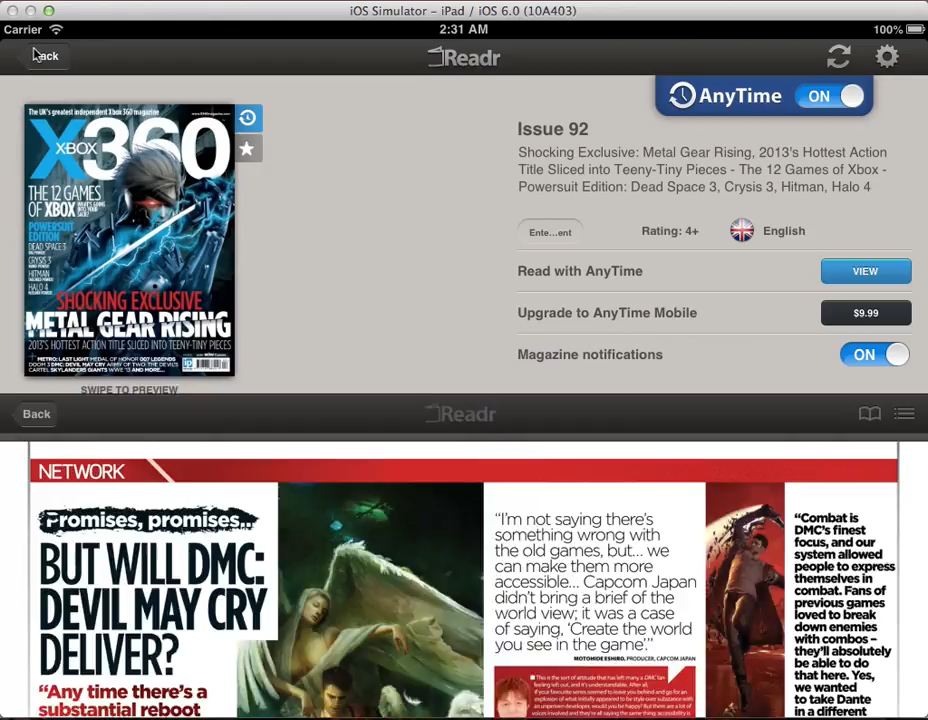 iOS Simulator – iPad / iOS 6.0 (10A403)
Carrier
2:31 AM
100%
Back
Readr
AnyTime
ON
The UK's greatest independent Xbox 360 magazine
XBOX
X360
THE 12 GAMES
OF XBOX
POWERSUIT
EDITION
DEAD SPACE 3
CRYSIS 3
HITMAN
HALO 4
SHOCKING EXCLUSIVE
METAL GEAR RISING
2013'S HOTTEST ACTION TITLE SLICED INTO TEENY-TINY PIECES
SWIPE TO PREVIEW
Issue 92
Shocking Exclusive: Metal Gear Rising, 2013's Hottest Action
Title Sliced into Teeny-Tiny Pieces - The 12 Games of Xbox -
Powersuit Edition: Dead Space 3, Crysis 3, Hitman, Halo 4
Ente...ent
Rating: 4+
English
Read with AnyTime
VIEW
Upgrade to AnyTime Mobile
$9.99
Magazine notifications
ON
Back
Readr
NETWORK
Promises, promises...
BUT WILL DMC:
DEVIL MAY CRY
DELIVER?
“Any time there’s a
substantial reboot
“I’m not saying there’s
something wrong with
the old games, but... we
can make them more
accessible... Capcom Japan
didn’t bring a brief of the
world view; it was a case
of saying, ‘Create the world
you see in the game’.”
MOTOHIDE ESHIRO, PRODUCER, CAPCOM JAPAN
“Combat is
DMC’s finest
focus, and our
system allowed
people to express
themselves in
combat. Fans of
previous games
loved to break
down enemies
with combos –
they’ll absolutely
be able to do
that here. Yes,
we wanted
to take Dante
in a different